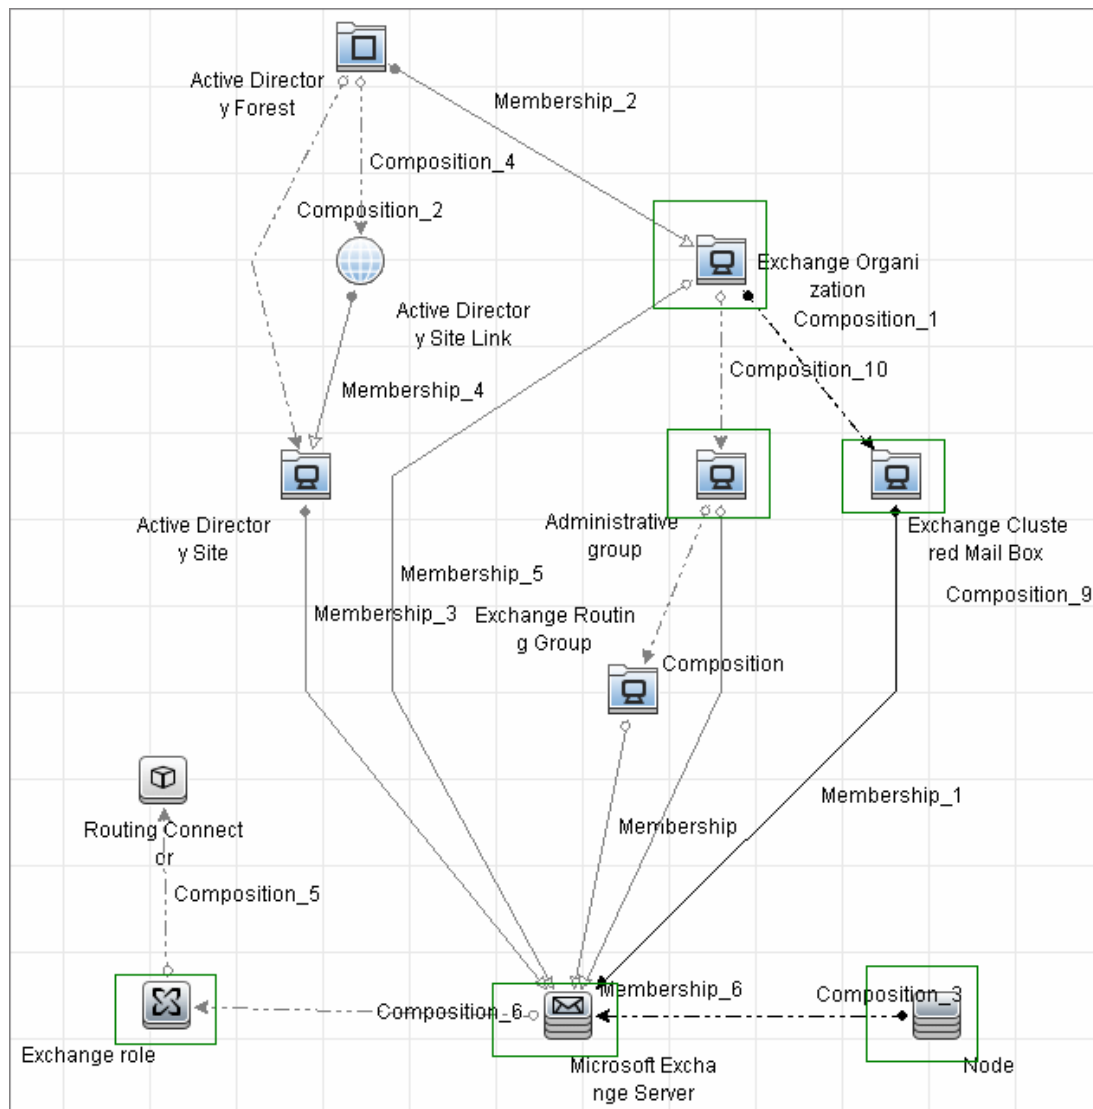 Active Director
y Forest
Membership_2
Composition_4
Composition_2
Exchange Organi
zation
Active Director
y Site Link
Composition_1
Composition_10
Membership_4
Active Director
y Site
Administrative
group
Exchange Cluste
red Mail Box
Membership_5
Composition_9
Membership_3
Exchange Routin
g Group
Composition
Membership_1
Membership
Routing Connect
or
Composition_5
Membership_6
Composition_3
Composition_6
Exchange role
Microsoft Excha
nge Server
Node